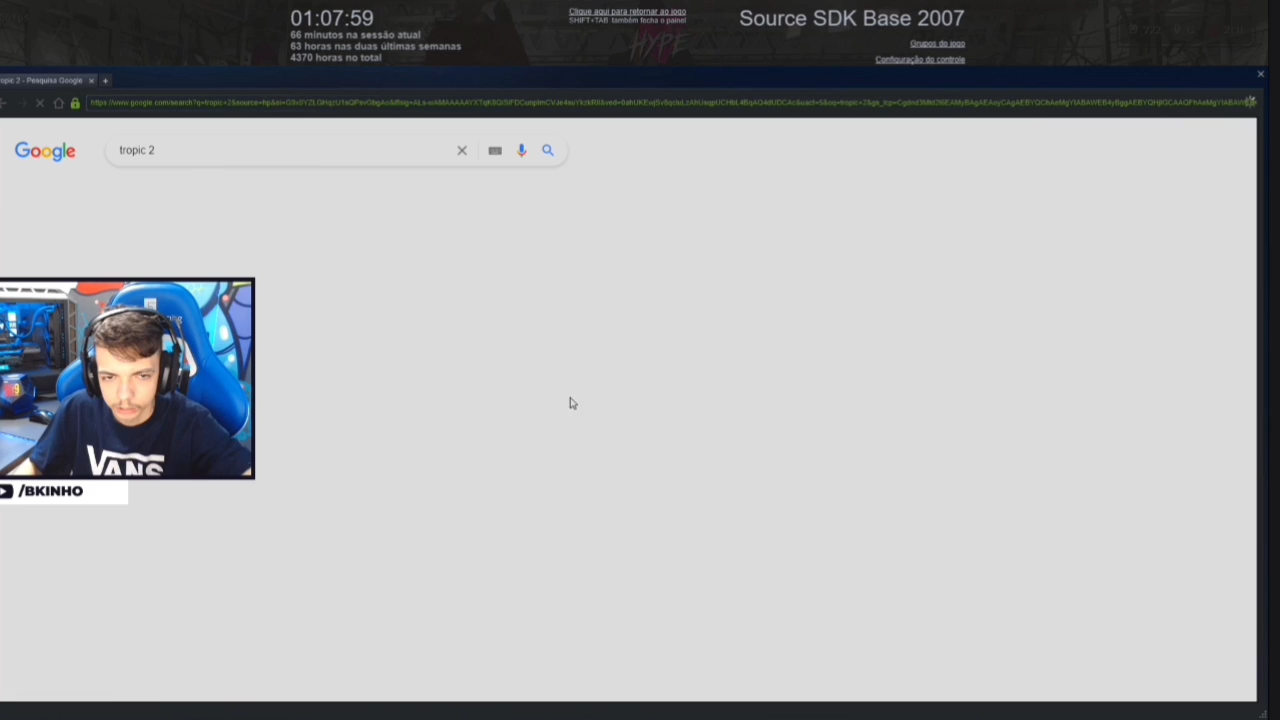 01:07:59
66 minutos na sessão atual
63 horas nas duas últimas semanas
4370 horas no total
Clique aqui para retornar ao jogo
SHIFT+TAB também fecha o painel
HYPE
Source SDK Base 2007
Grupos do jogo
Configuração do controle
opic 2 - Pesquisa Google
Google
tropic 2
VANS
/BKINHO